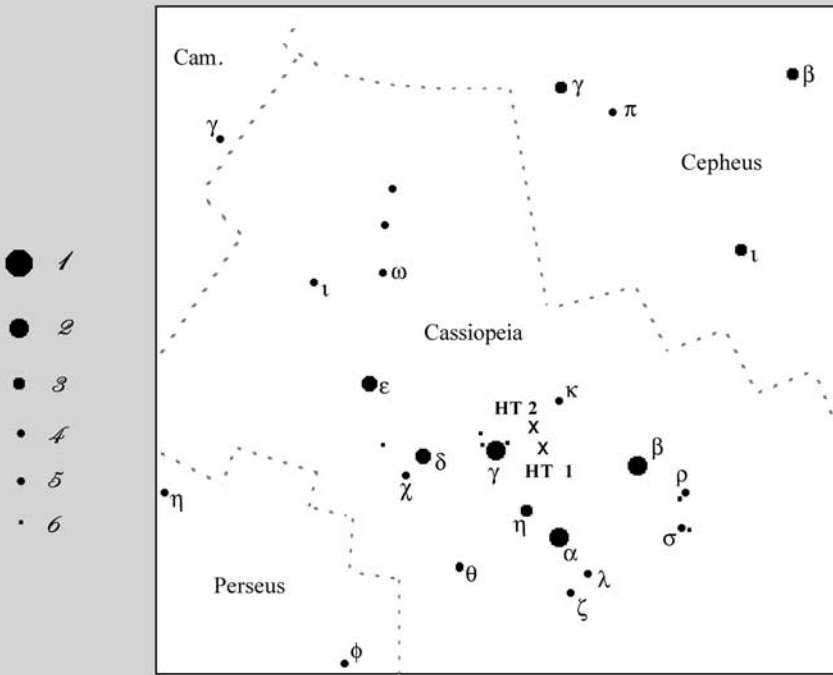 Cam.
γ
β
π
γ
Cepheus
1
ι
ω
ι
2
Cassiopeia
3
ε
κ
HT 2
X
4
β
δ
γ
X
HT 1
5
χ
ρ
η
6
η
σ
α
θ
λ
Perseus
ζ
φ